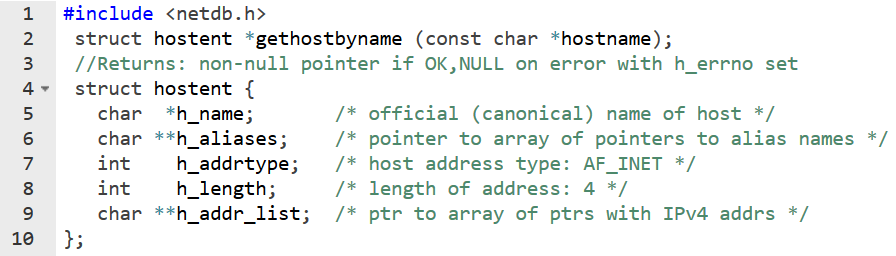 1 #include <netdb.h>
2 struct hostent *gethostbyname (const char *hostname);
3 //Returns: non-null pointer if OK,NULL on error with h_errno set
4 struct hostent {
5 char *h_name; /* official (canonical) name of host */
6 char **h_aliases; /* pointer to array of pointers to alias names */
7 int h_addrtype; /* host address type: AF_INET */
8 int h_length; /* length of address: 4 */
9 char **h_addr_list; /* ptr to array of ptrs with IPv4 addrs */
10 };